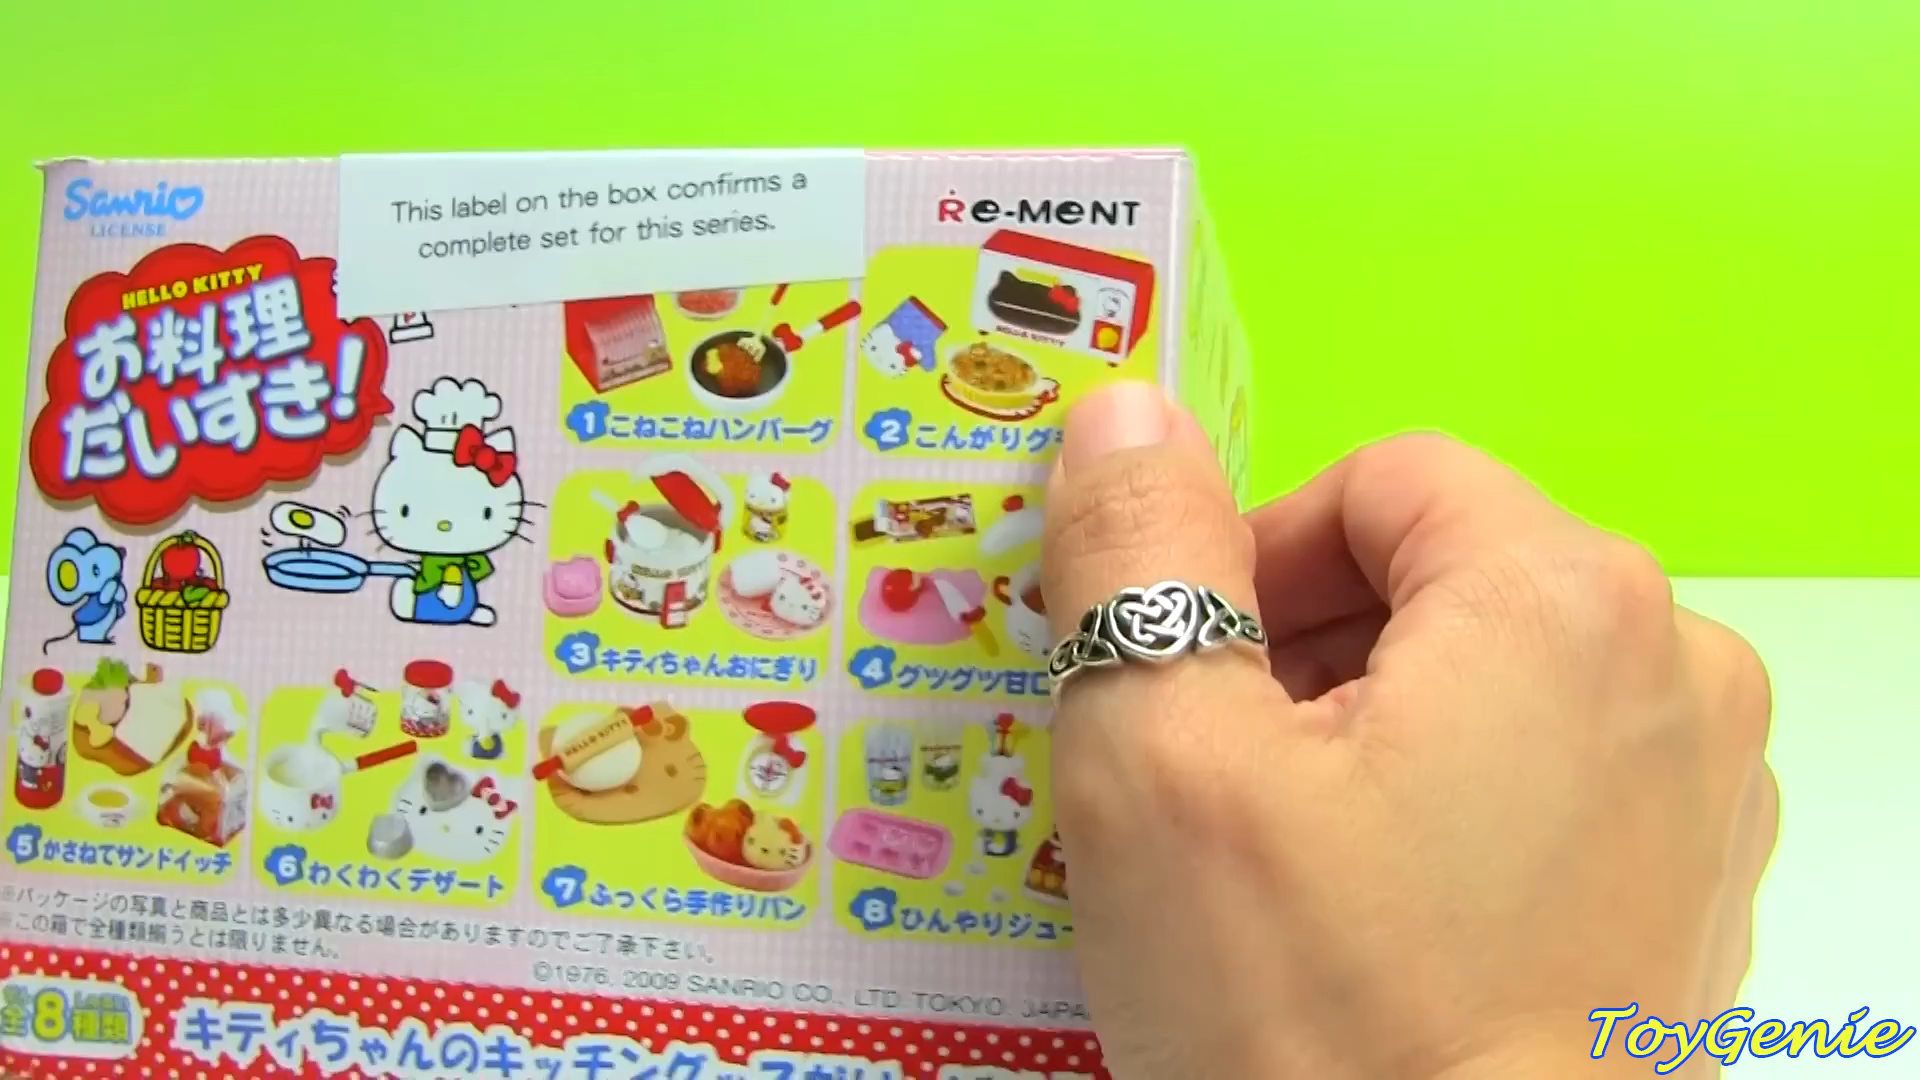 Sanrio
LICENSE
This label on the box confirms a
complete set for this series.
Re-MeNT
HELLO KITTY
お料理
だいすき!
HELLO KITTY
1 こねこねハンバーグ
2 こんがりグ
3 キティちゃんおにぎり
4 グツグツ甘口
HELLO KITTY
5 かさねてサンドイッチ
6 わくわくデザート
7 ふっくら手作りパン
8 ひんやりジュー
※パッケージの写真と商品とは多少異なる場合がありますのでご了承下さい。
※この箱で全種類揃うとは限りません。
©1976, 2009 SANRIO CO., LTD. TOKYO, JAPA
全8種類
キティちゃんのキッチングッズが
ToyGenie